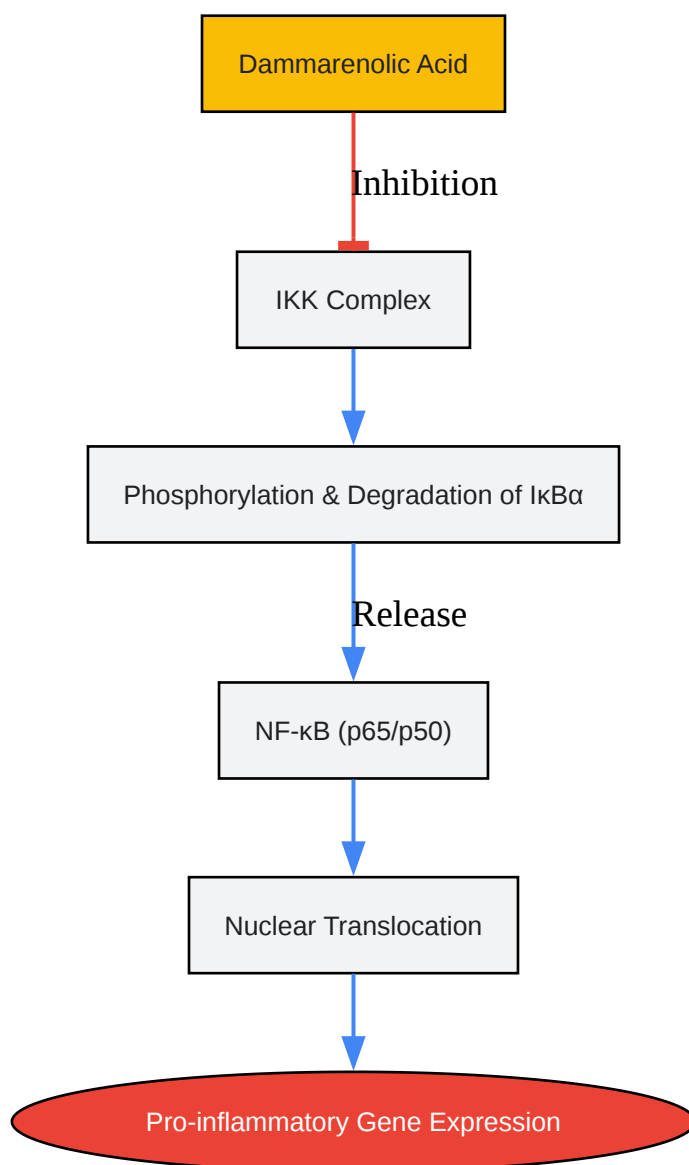 Dammarenolic Acid
Inhibition
IKK Complex
Phosphorylation & Degradation of IκBα
Release
NF-κB (p65/p50)
Nuclear Translocation
Pro-inflammatory Gene Expression